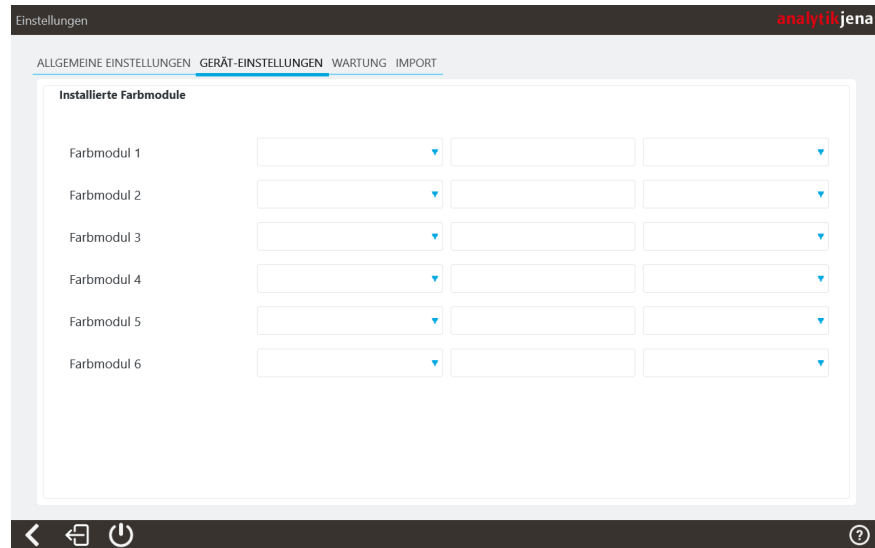 Einstellungen
analytikjena
ALLGEMEINE EINSTELLUNGEN GERÄT-EINSTELLUNGEN WARTUNG IMPORT
Installierte Farbmodule
Farbmodul 1
Farbmodul 2
Farbmodul 3
Farbmodul 4
Farbmodul 5
Farbmodul 6
?